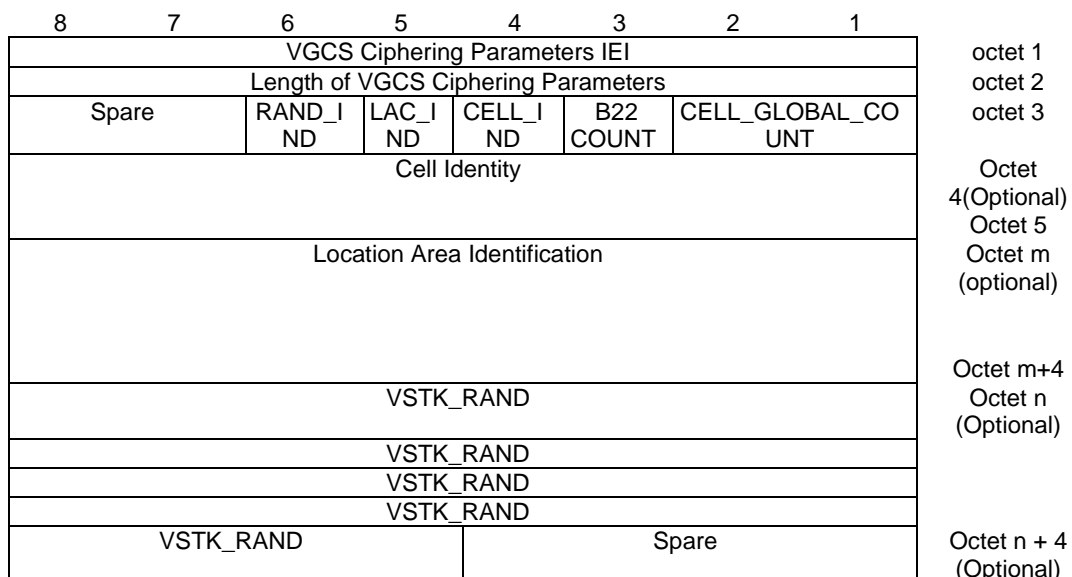 8 7 6 5 4 3 2 1
VGCS Ciphering Parameters IEI octet 1
Length of VGCS Ciphering Parameters octet 2
Spare RAND_I LAC_I CELL_I B22 CELL_GLOBAL_CO octet 3
ND ND ND COUNT UNT
Cell Identity Octet
4(Optional)
Octet 5
Location Area Identification Octet m
(optional)
Octet m+4
VSTK_RAND Octet n
(Optional)
VSTK_RAND
VSTK_RAND
VSTK_RAND
VSTK_RAND Spare Octet n + 4
(Optional)